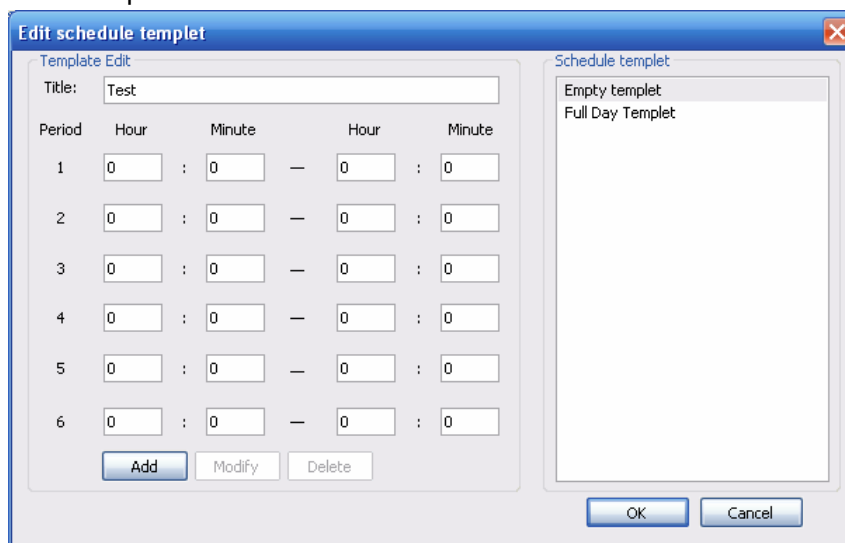 Edit schedule templet
Template Edit
Title: Test
Period Hour Minute Hour Minute
1 0 : 0 — 0 : 0
2 0 : 0 — 0 : 0
3 0 : 0 — 0 : 0
4 0 : 0 — 0 : 0
5 0 : 0 — 0 : 0
6 0 : 0 — 0 : 0
Add Modify Delete
Schedule templet
Empty templet
Full Day Templet
OK Cancel